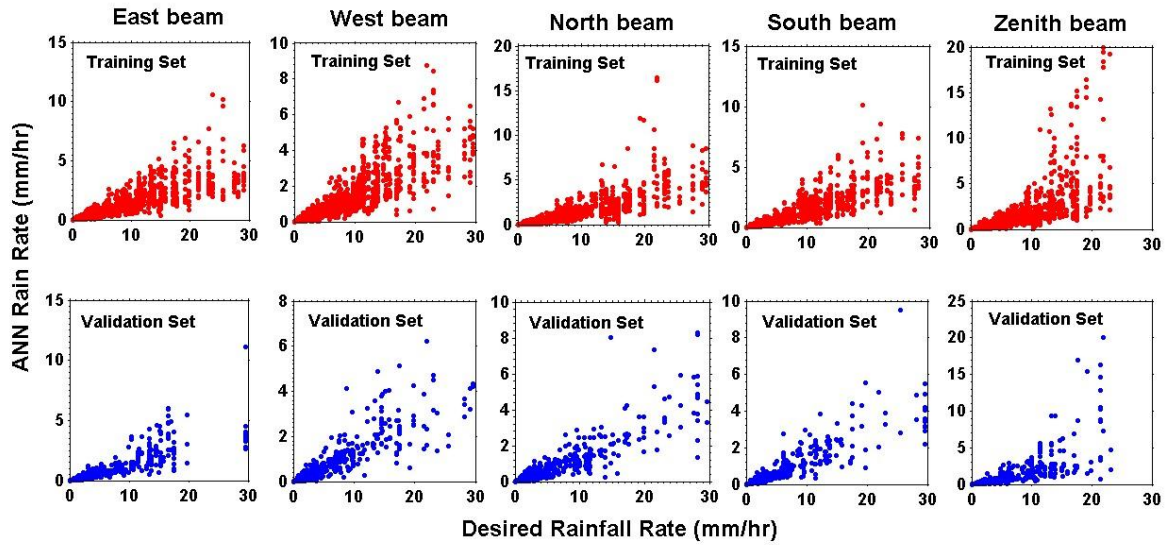 East beam West beam North beam South beam Zenith beam
15 10 20 15 20
Training Set Training Set Training Set Training Set Training Set
10 8 15 10 15
6 10 10
5 4 5 5 5
2
0 0 0 0 0
0 10 20 30 0 10 20 30 0 10 20 30 0 10 20 30 0 10 20 30
ANN Rain Rate (mm/hr)
15 8 10 10 25
Validation Set Validation Set Validation Set Validation Set Validation Set
10 6 8 8 20
4 6 6 15
5 2 4 4 10
2 2 5
0 0 0 0 0
0 10 20 30 0 10 20 30 0 10 20 30 0 10 20 30 0 10 20 30
Desired Rainfall Rate (mm/hr)